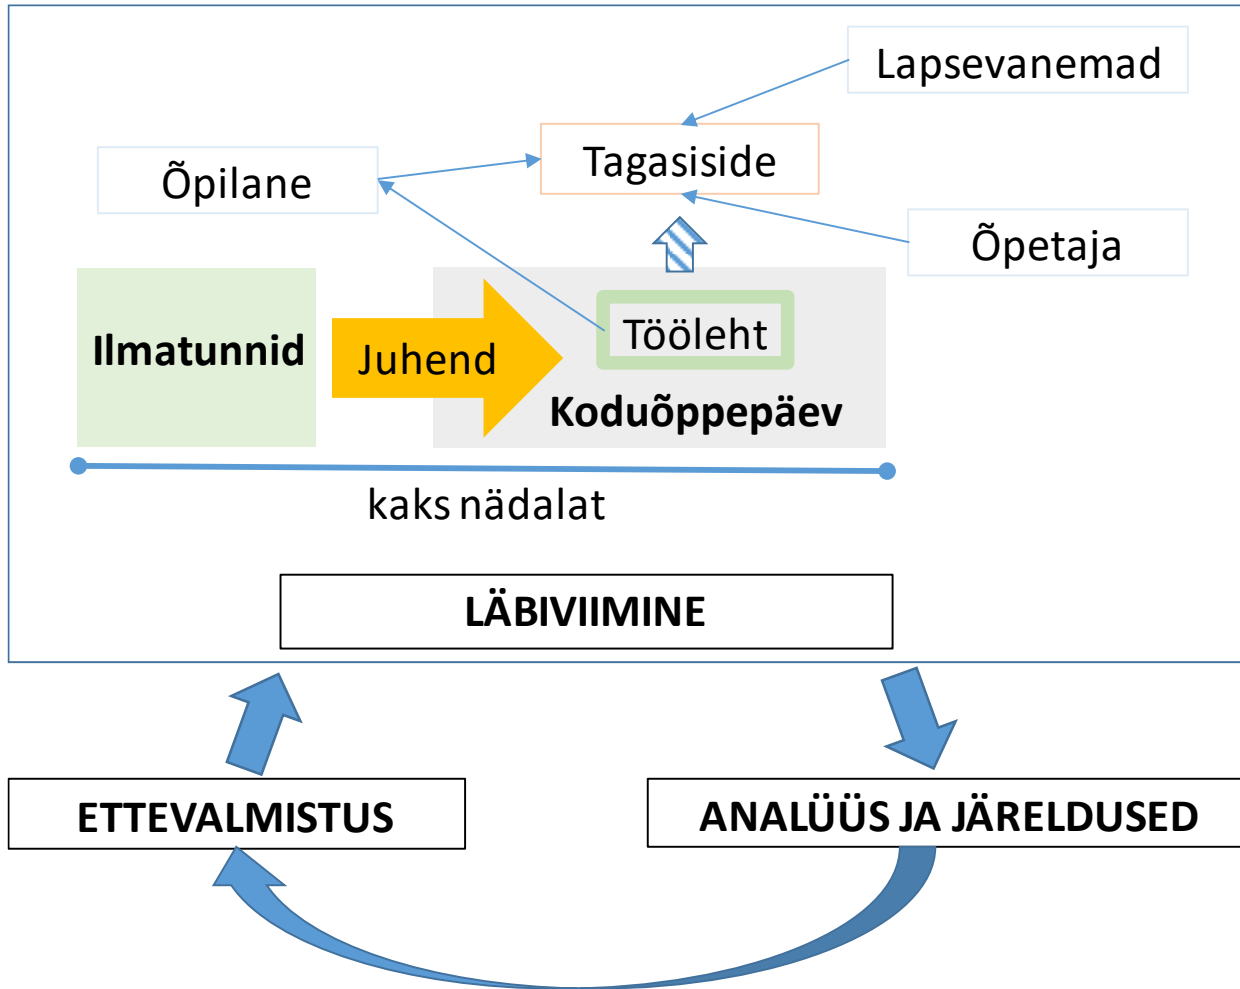 Lapsevanemad
Tagasiside
Õpilane
Õpetaja
Ilmatunnid
Juhend
Tööleht
Koduõppepäev
kaks nädalat
LÄBIVIIMINE
ETTEVALMISTUS
ANALÜÜS JA JÄRELDUSED